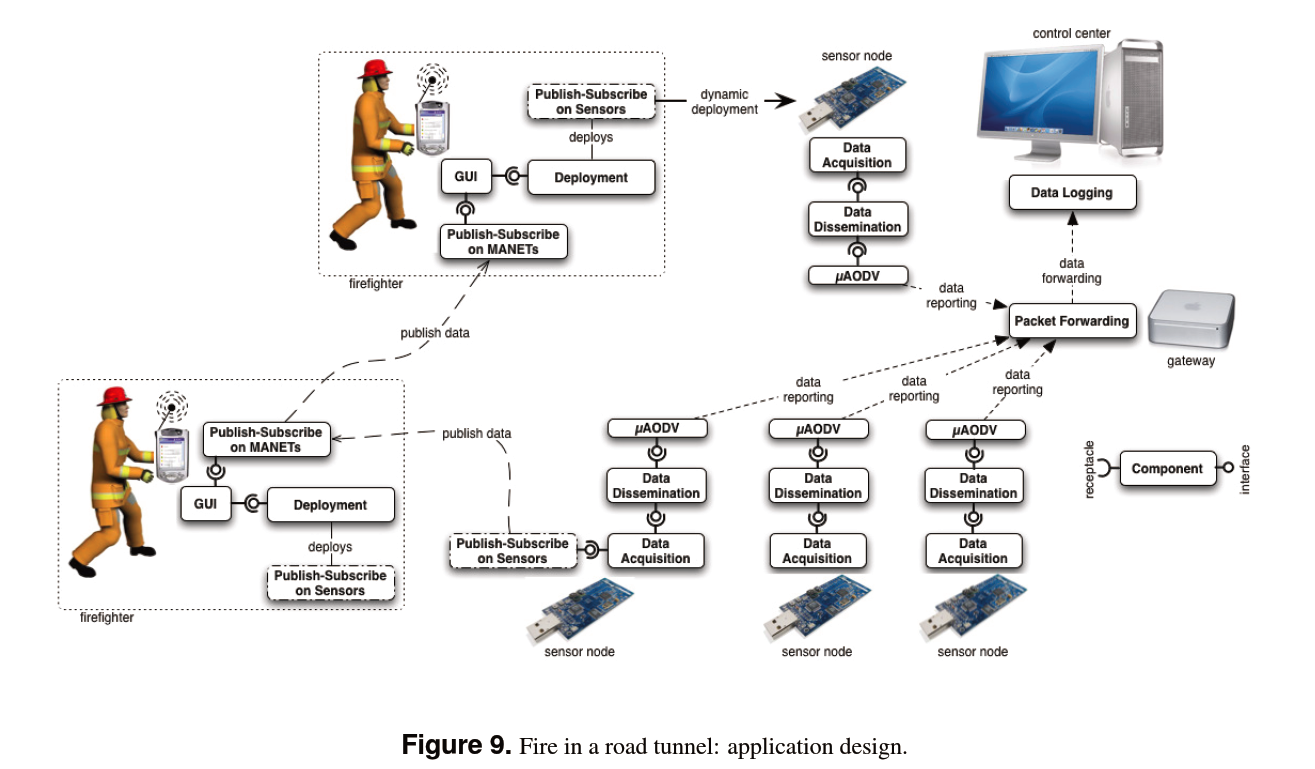 control center
sensor node
Publish-Subscribe
on Sensors
dynamic
deployment
deploys
Data
Acquisition
GUI
Deployment
Data Logging
Data
Dissemination
Publish-Subscribe
on MANETs
μAODV
data
forwarding
firefighter
data
reporting
Packet Forwarding
publish data
gateway
data
reporting
data
reporting
data
reporting
Publish-Subscribe
on MANETs
publish data
μAODV
μAODV
μAODV
receptacle
Component
interface
GUI
Deployment
Data
Dissemination
Data
Dissemination
Data
Dissemination
deploys
Publish-Subscribe
on Sensors
Data
Acquisition
Data
Acquisition
Data
Acquisition
Publish-Subscribe
on Sensors
firefighter
sensor node
sensor node
sensor node
Figure 9. Fire in a road tunnel: application design.